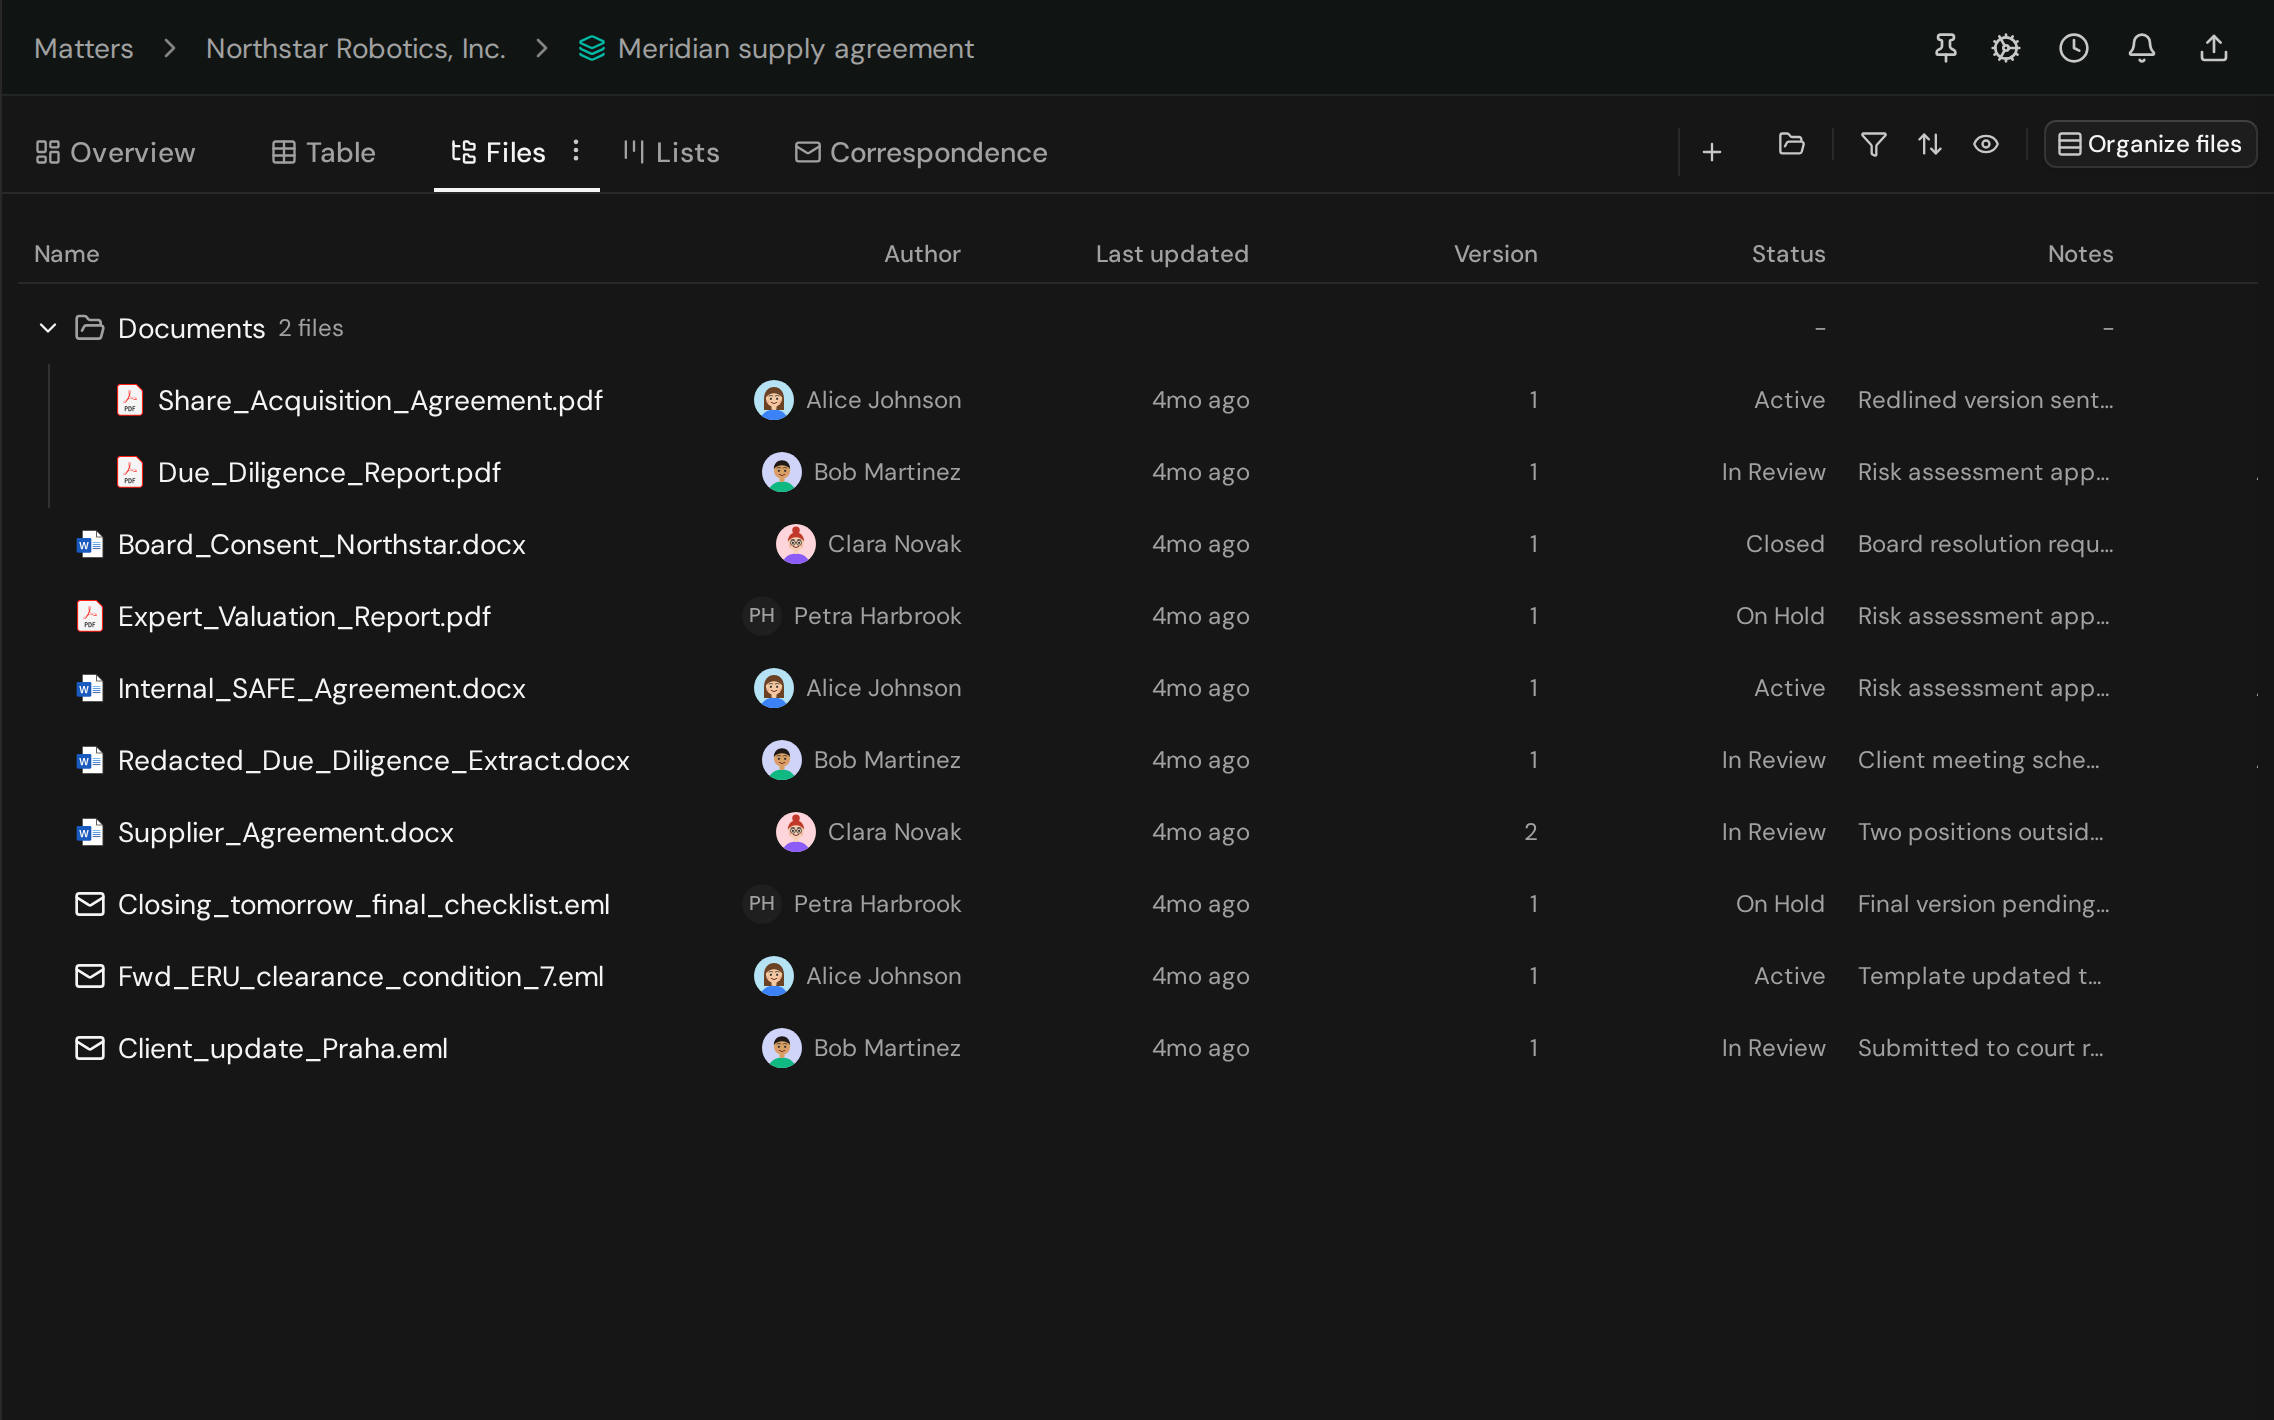 Matters > Northstar Robotics, Inc. > Meridian supply agreement
Overview Table Files Lists Correspondence Organize files
Name Author Last updated Version Status Notes
Documents 2 files – –
PDF Share_Acquisition_Agreement.pdf Alice Johnson 4mo ago 1 Active Redlined version sent...
PDF Due_Diligence_Report.pdf Bob Martinez 4mo ago 1 In Review Risk assessment app...
W Board_Consent_Northstar.docx Clara Novak 4mo ago 1 Closed Board resolution requ...
PDF Expert_Valuation_Report.pdf PH Petra Harbrook 4mo ago 1 On Hold Risk assessment app...
W Internal_SAFE_Agreement.docx Alice Johnson 4mo ago 1 Active Risk assessment app...
W Redacted_Due_Diligence_Extract.docx Bob Martinez 4mo ago 1 In Review Client meeting sche...
W Supplier_Agreement.docx Clara Novak 4mo ago 2 In Review Two positions outsid...
Closing_tomorrow_final_checklist.eml PH Petra Harbrook 4mo ago 1 On Hold Final version pending...
Fwd_ERU_clearance_condition_7.eml Alice Johnson 4mo ago 1 Active Template updated t...
Client_update_Praha.eml Bob Martinez 4mo ago 1 In Review Submitted to court r...